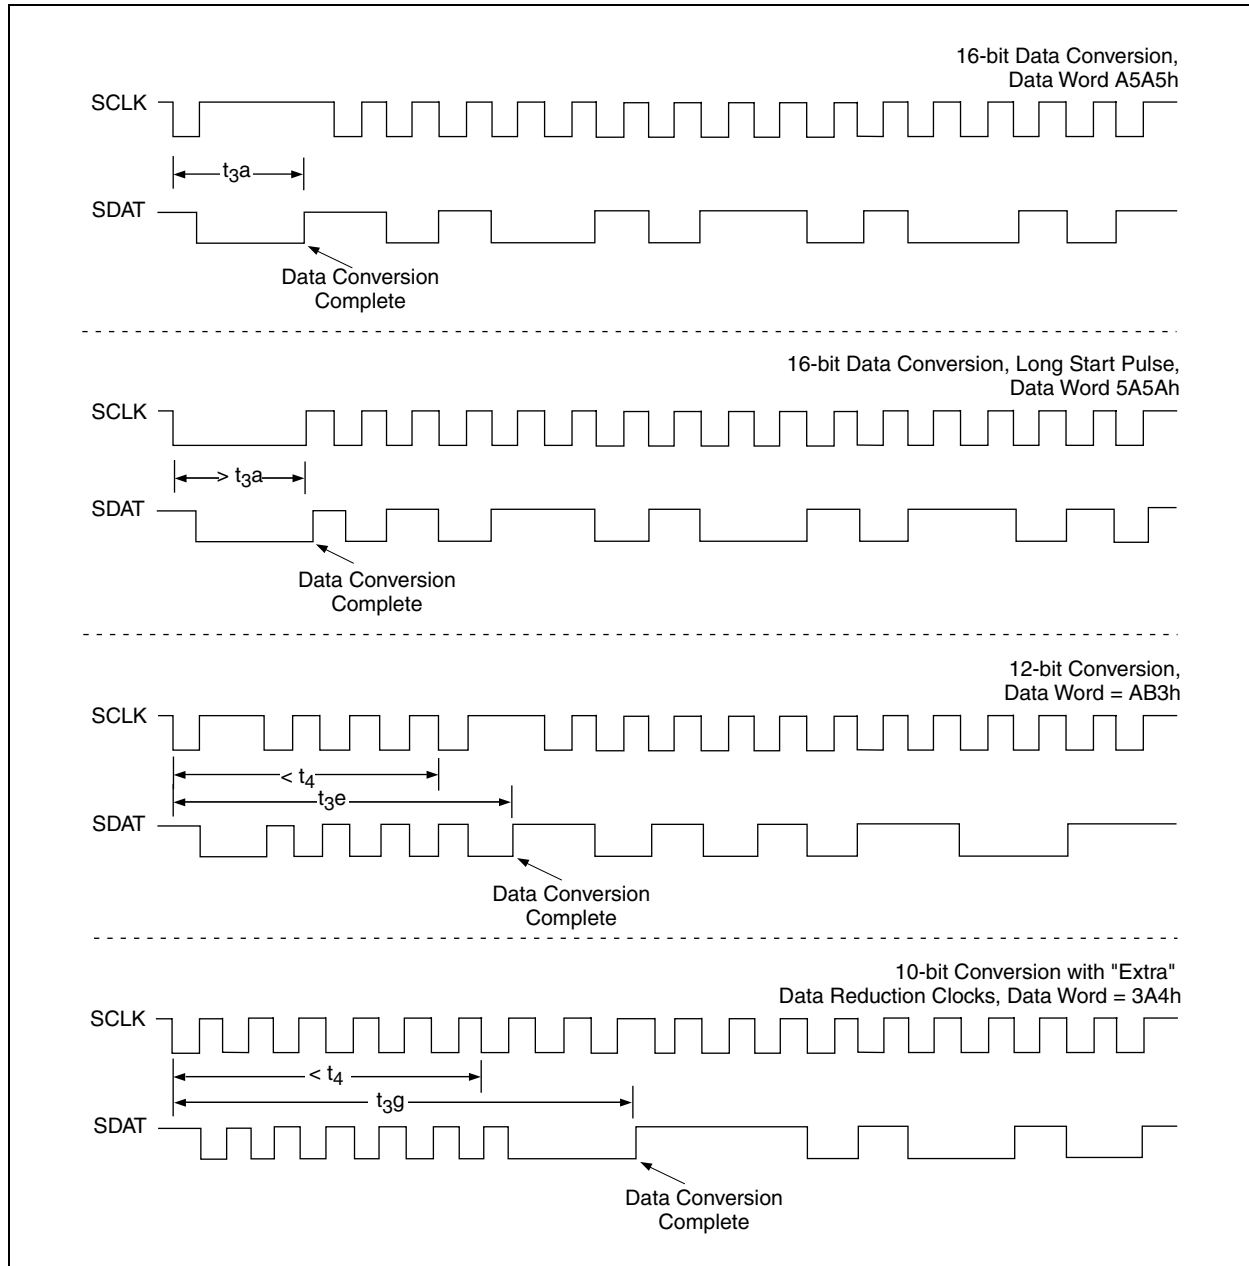 16-bit Data Conversion,
Data Word A5A5h
SCLK
t3a
SDAT
Data Conversion
Complete
16-bit Data Conversion, Long Start Pulse,
Data Word 5A5Ah
SCLK
> t3a
SDAT
Data Conversion
Complete
12-bit Conversion,
Data Word = AB3h
SCLK
< t4
t3e
SDAT
Data Conversion
Complete
10-bit Conversion with "Extra"
Data Reduction Clocks, Data Word = 3A4h
SCLK
< t4
t3g
SDAT
Data Conversion
Complete